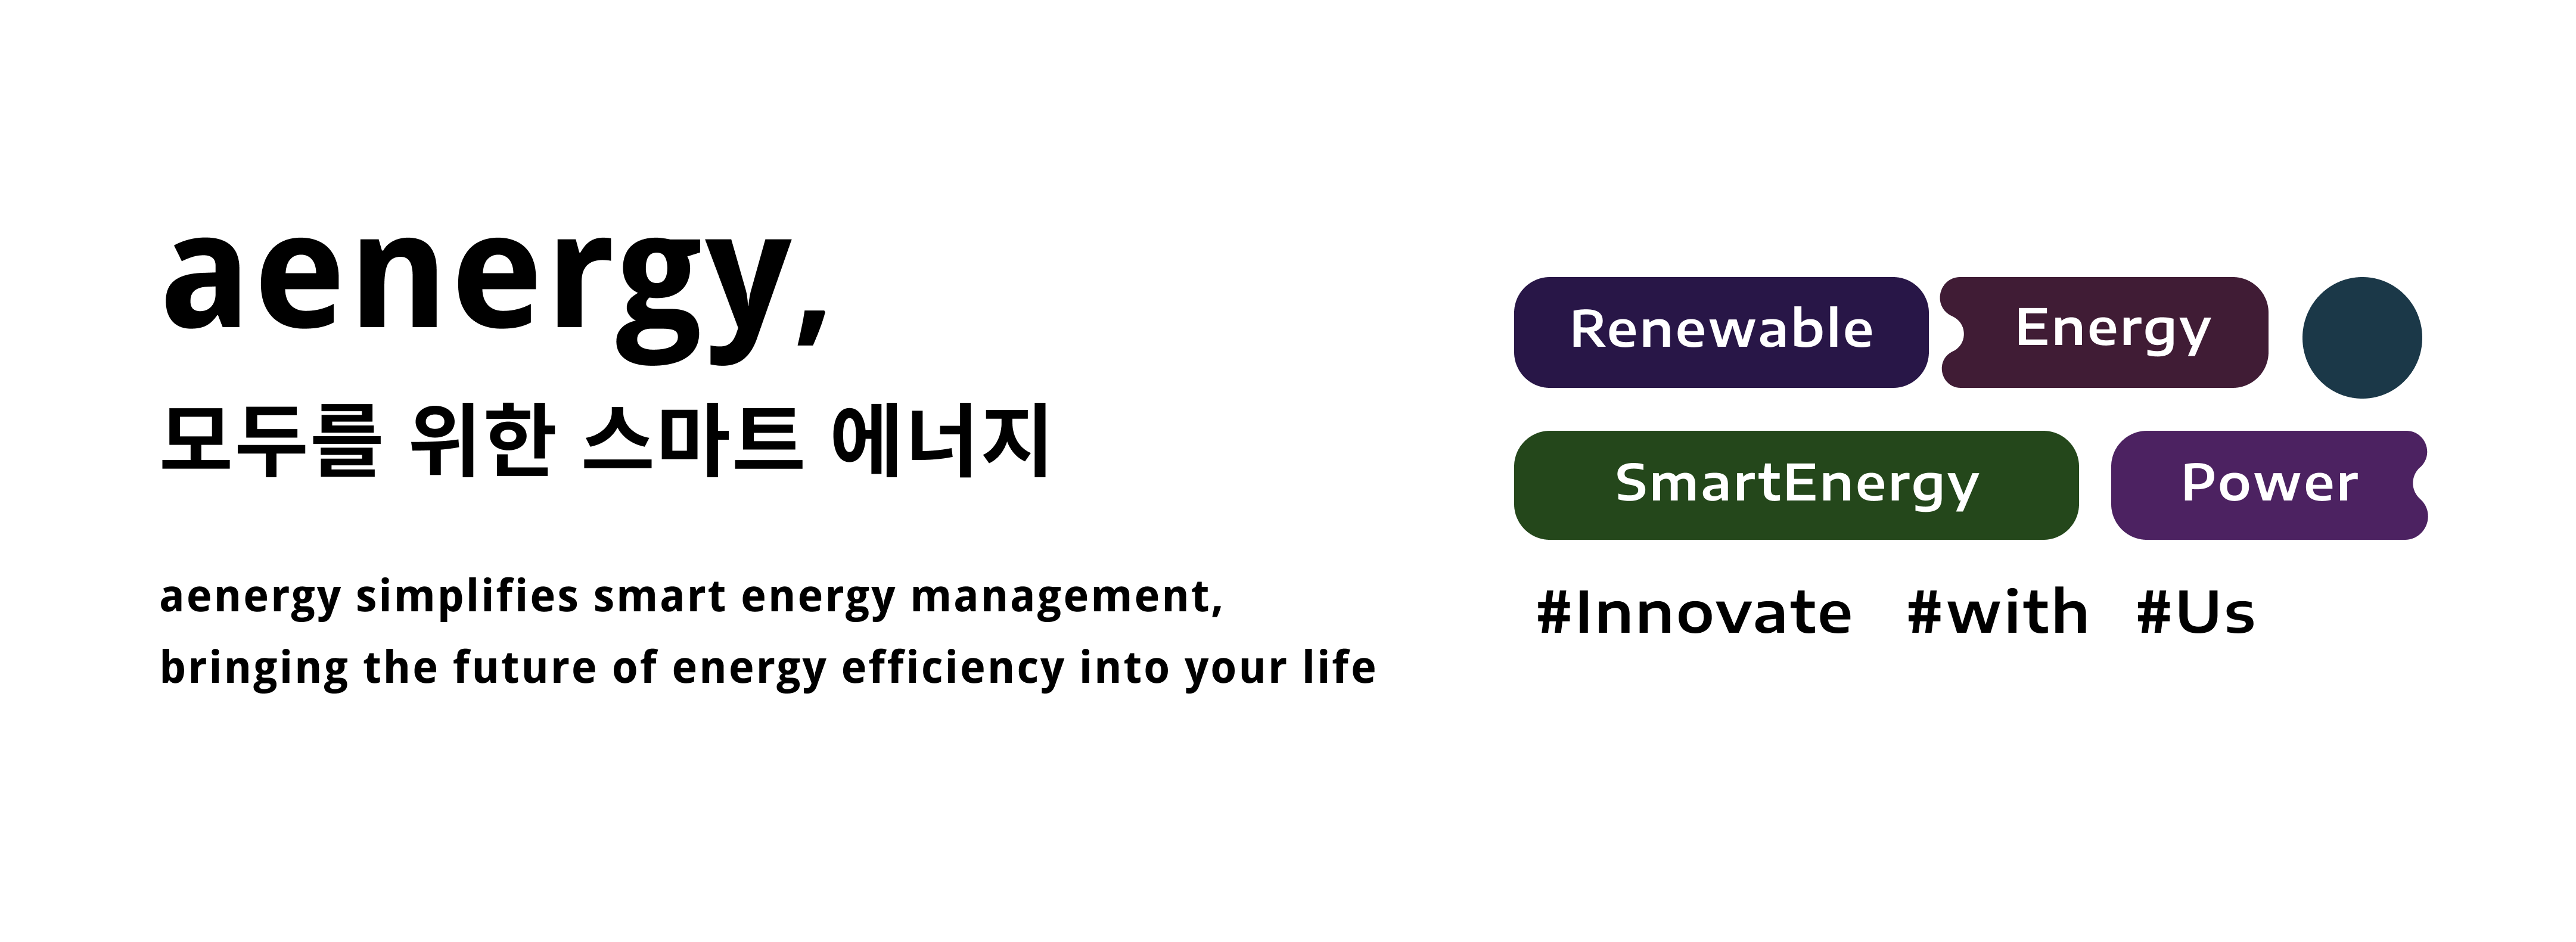 aenergy,
모두를 위한 스마트 에너지
aenergy simplifies smart energy management,
bringing the future of energy efficiency into your life
Renewable Energy
SmartEnergy Power
#Innovate #with #Us